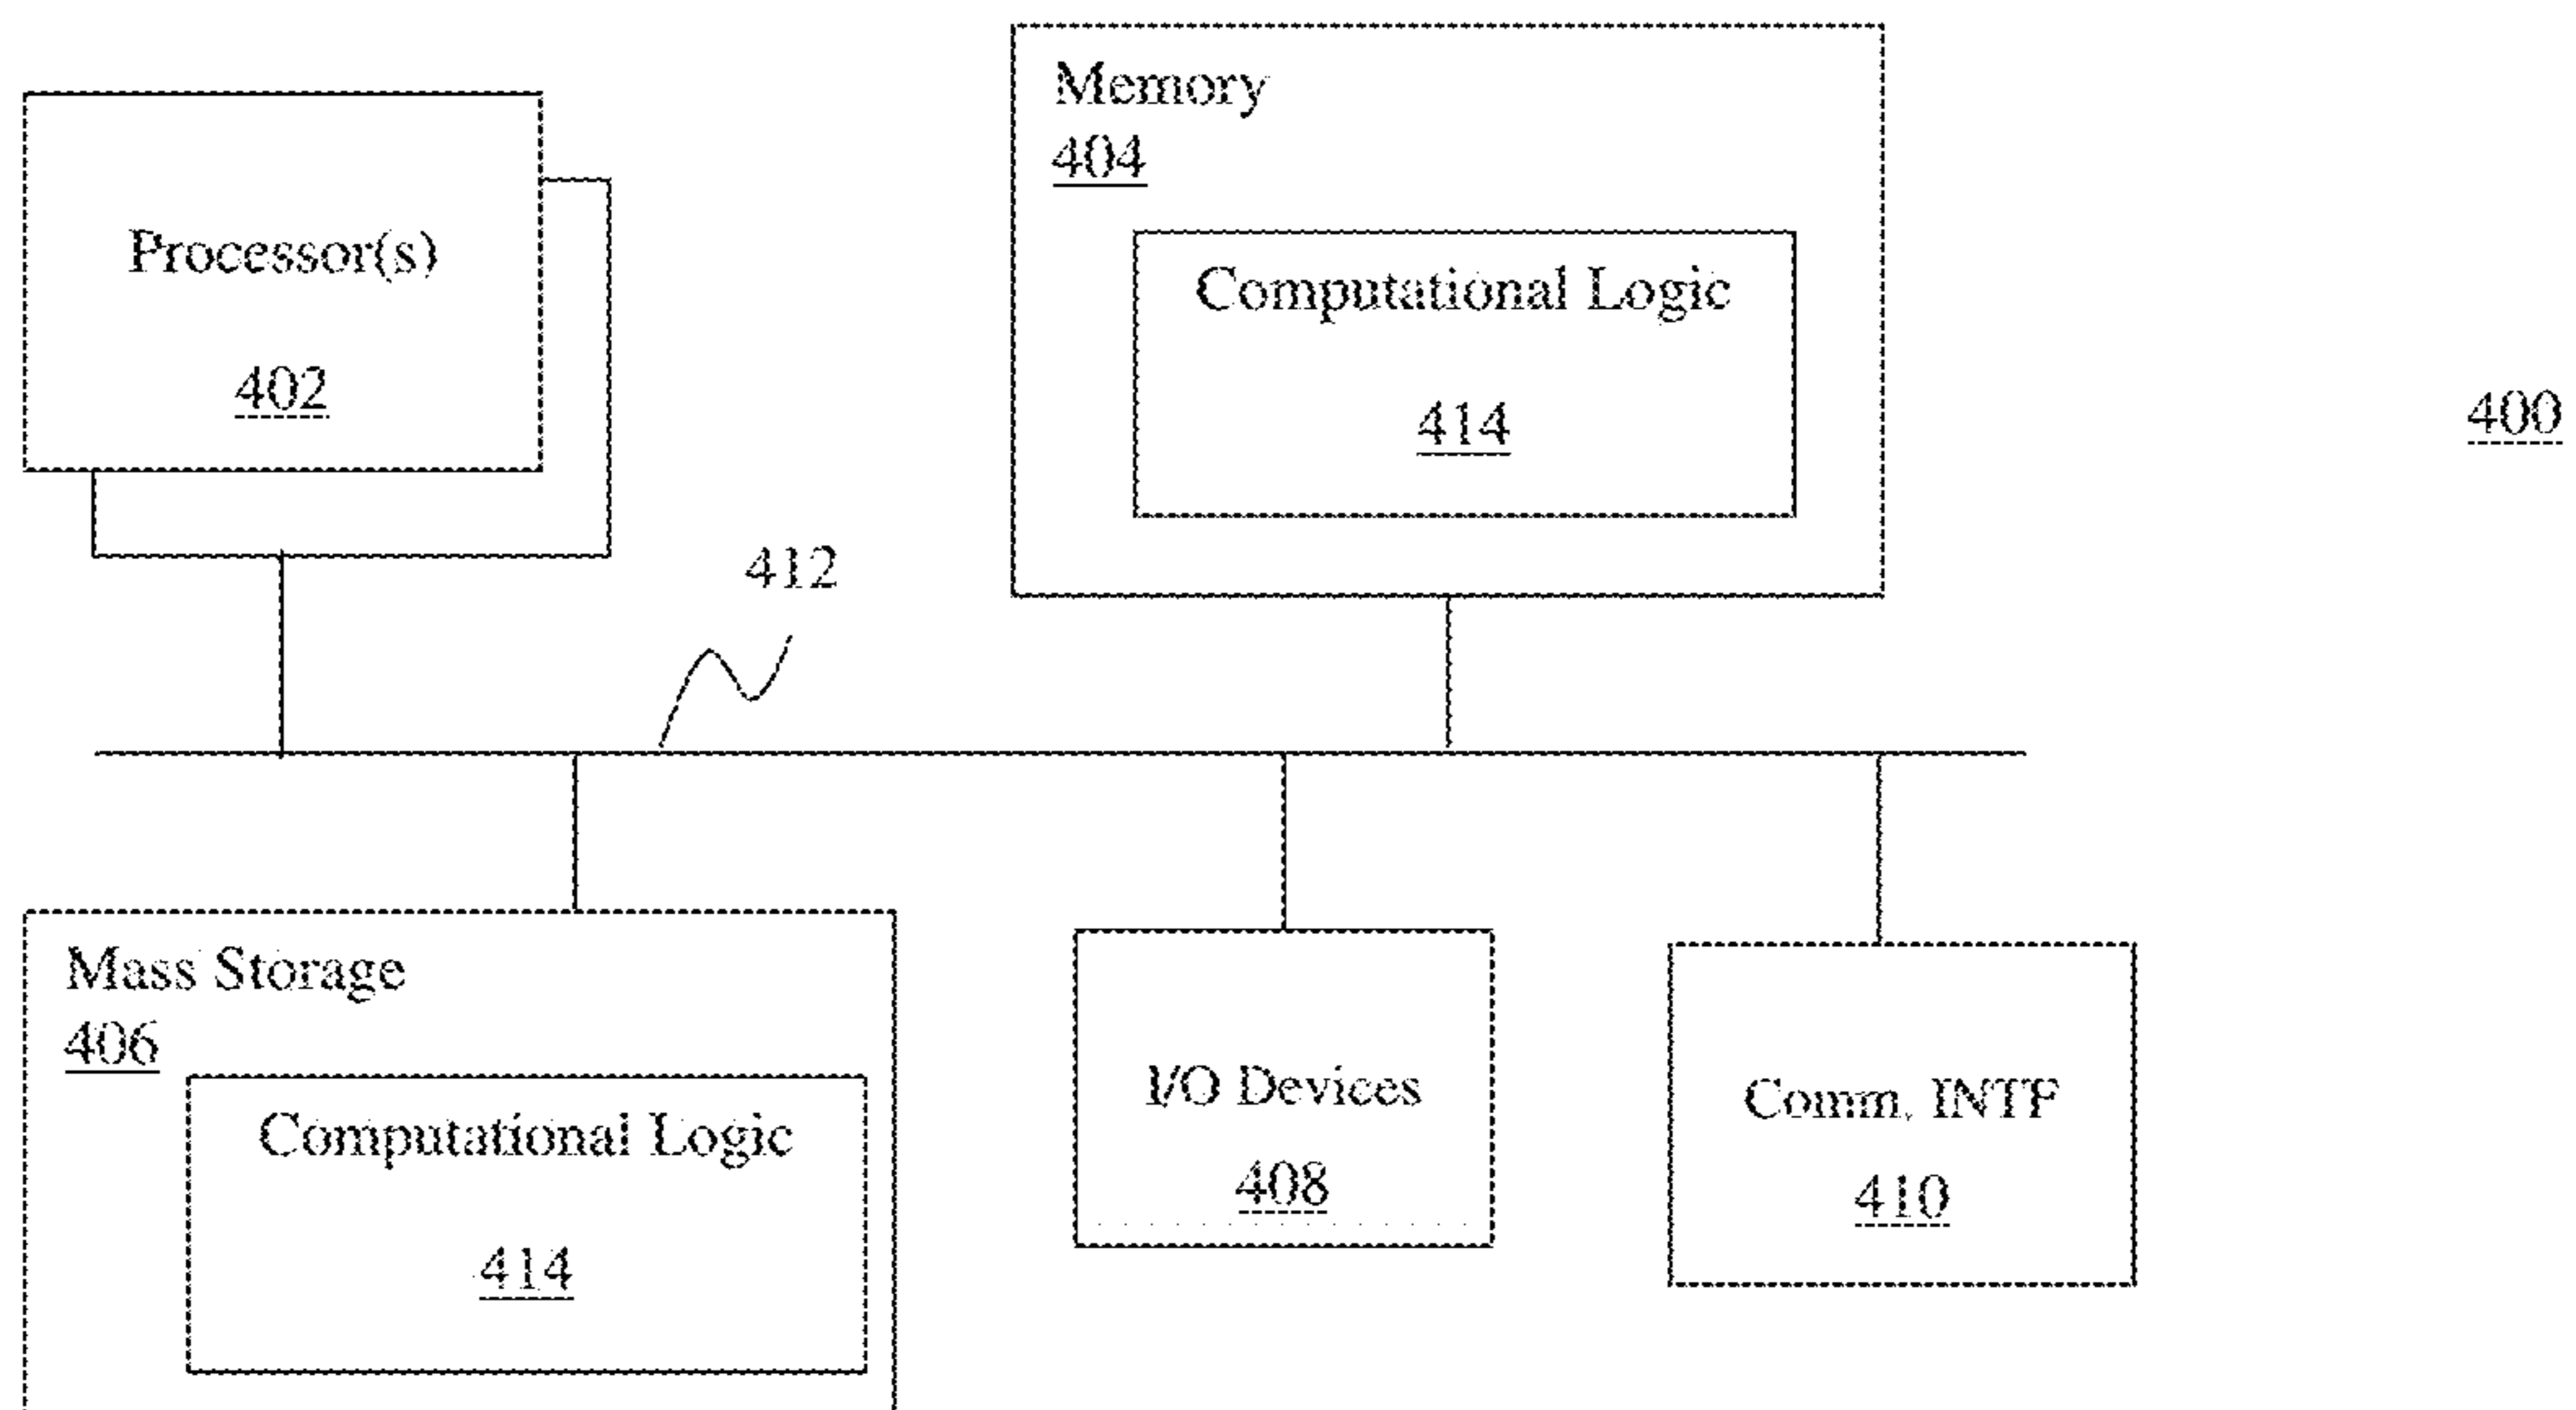 Memory
404
Processor(s)
402
Computational Logic
414
400
412
Mass Storage
406
Computational Logic
414
I/O Devices
408
Comm. INTF
410